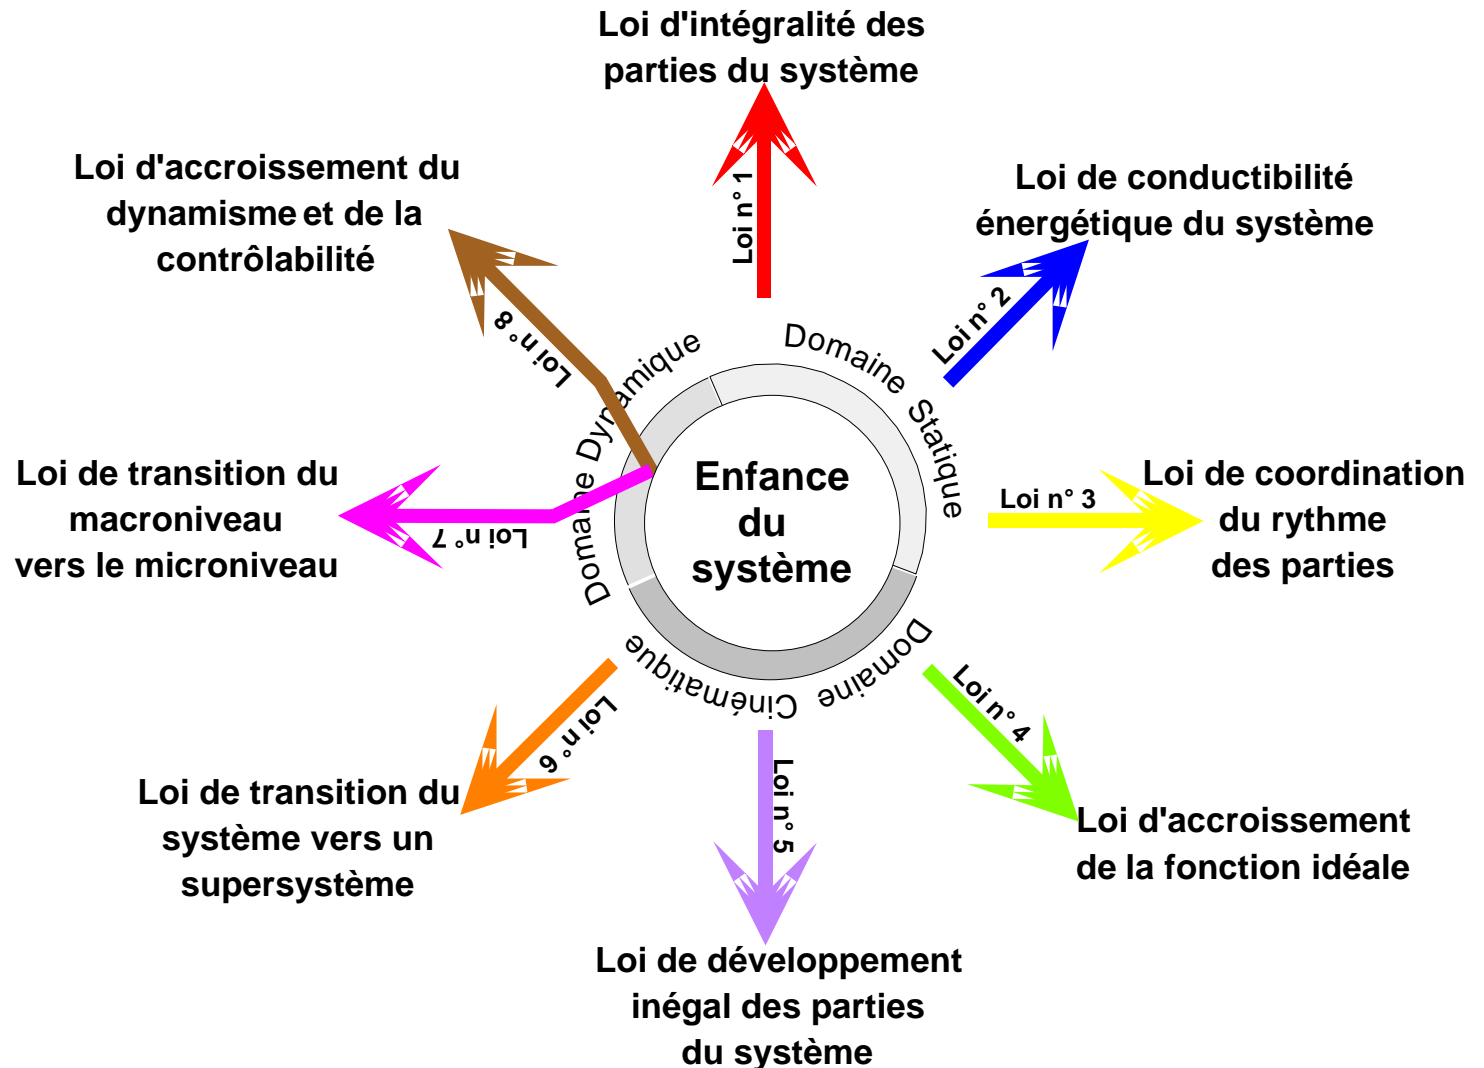 Loi d'intégralité des
parties du système
Loi n° 1
Loi de conductibilité
énergétique du système
Loi n° 2
Loi de coordination
du rythme
des parties
Loi n° 3
Loi d'accroissement
de la fonction idéale
Loi n° 4
Loi de développement
inégal des parties
du système
Loi n° 5
Loi de transition du
système vers un
supersystème
Loi n° 6
Loi de transition du
macroniveau
vers le microniveau
Loi n° 7
Loi d'accroissement du
dynamisme et de la
contrôlabilité
Loi n° 8
Domaine Statique
Domaine Cinématique
Domaine Dynamique
Enfance
du
système